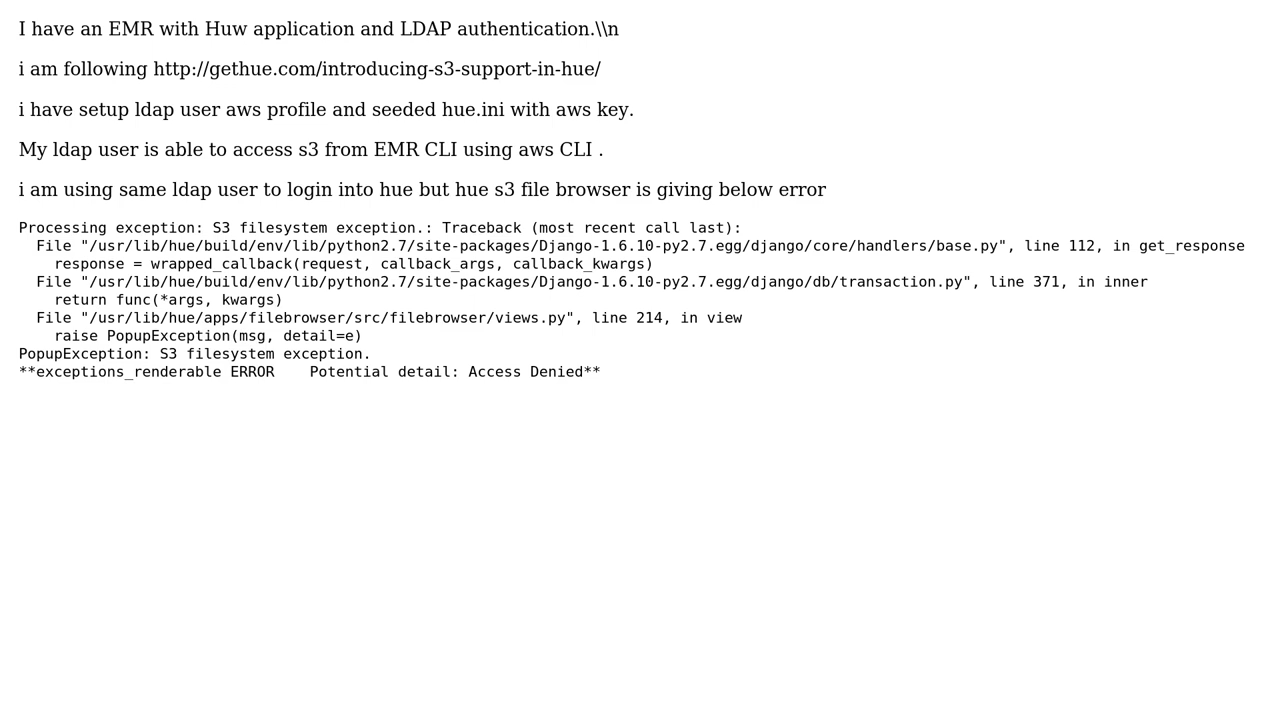 I have an EMR with Huw application and LDAP authentication.\\n
i am following http://gethue.com/introducing-s3-support-in-hue/
i have setup ldap user aws profile and seeded hue.ini with aws key.
My ldap user is able to access s3 from EMR CLI using aws CLI .
i am using same ldap user to login into hue but hue s3 file browser is giving below error
Processing exception: S3 filesystem exception.: Traceback (most recent call last):
  File "/usr/lib/hue/build/env/lib/python2.7/site-packages/Django-1.6.10-py2.7.egg/django/core/handlers/base.py", line 112, in get_response
    response = wrapped_callback(request, callback_args, callback_kwargs)
  File "/usr/lib/hue/build/env/lib/python2.7/site-packages/Django-1.6.10-py2.7.egg/django/db/transaction.py", line 371, in inner
    return func(*args, kwargs)
  File "/usr/lib/hue/apps/filebrowser/src/filebrowser/views.py", line 214, in view
    raise PopupException(msg, detail=e)
PopupException: S3 filesystem exception.
**exceptions_renderable ERROR    Potential detail: Access Denied**